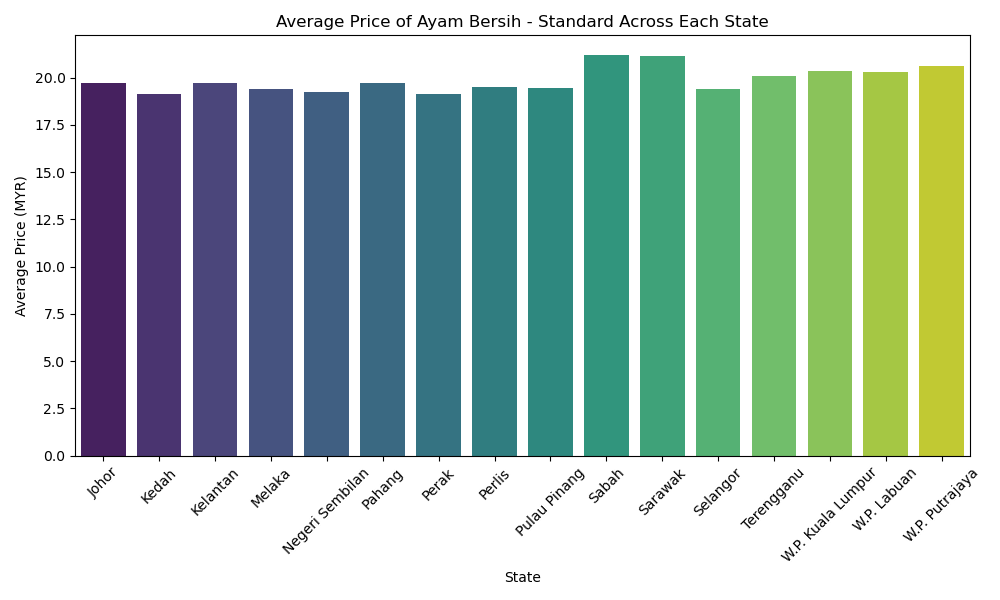 Average Price of Ayam Bersih - Standard Across Each State
Average Price (MYR)
20.0
17.5
15.0
12.5
10.0
7.5
5.0
2.5
0.0
Johor
Kedah
Kelantan
Melaka
Negeri Sembilan
Pahang
Perak
Perlis
Pulau Pinang
Sabah
Sarawak
Selangor
Terengganu
W.P. Kuala Lumpur
W.P. Labuan
W.P. Putrajaya
State